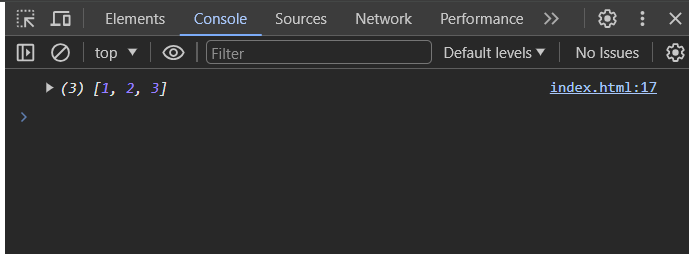 Elements Console Sources Network Performance
top Filter Default levels No Issues
(3) [1, 2, 3] index.html:17